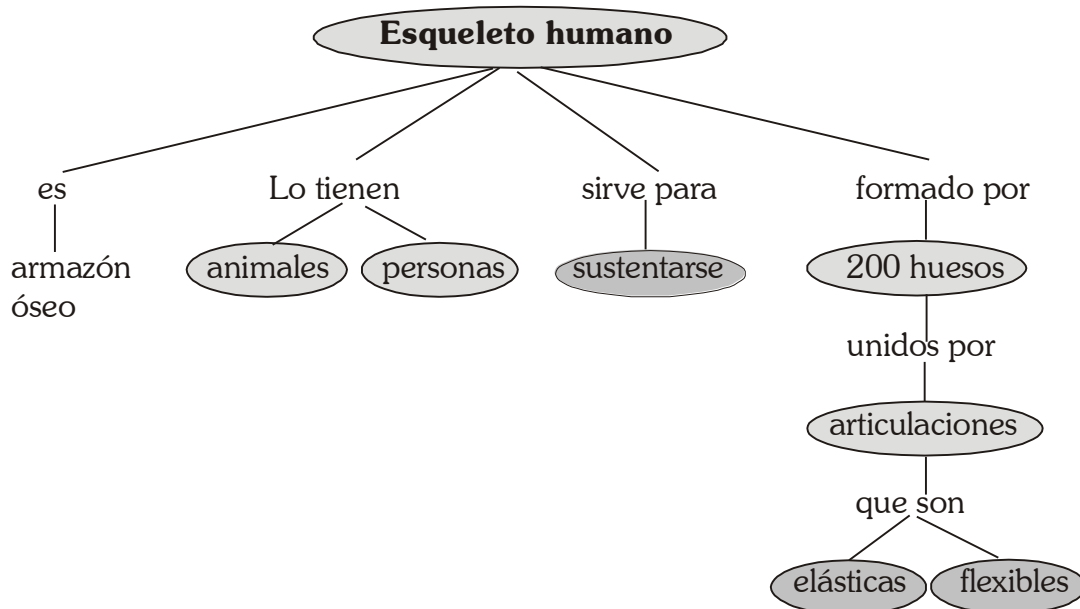 Esqueleto humano
es
Lo tienen
sirve para
formado por
armazón
óseo
animales
personas
sustentarse
200 huesos
unidos por
articulaciones
que son
elásticas
flexibles